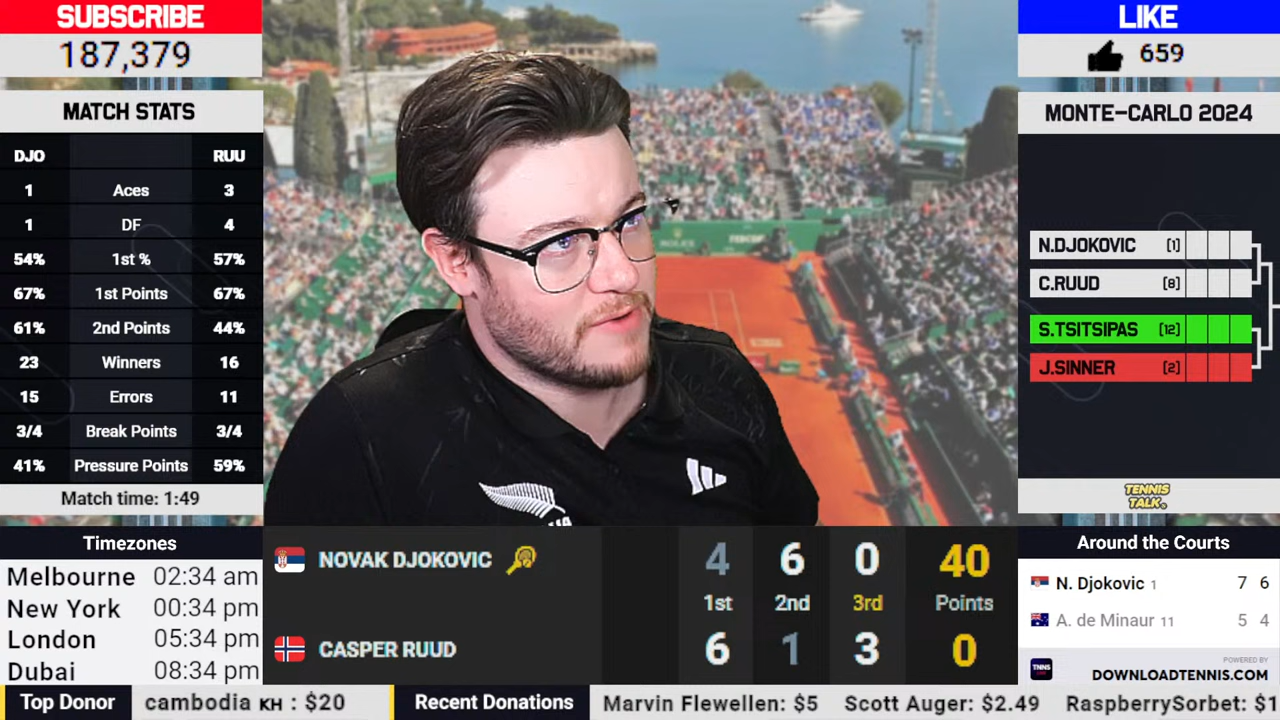 SUBSCRIBE
187,379
MATCH STATS
DJO RUU
1 Aces 3
1 DF 4
54% 1st % 57%
67% 1st Points 67%
61% 2nd Points 44%
23 Winners 16
15 Errors 11
3/4 Break Points 3/4
41% Pressure Points 59%
Match time: 1:49
Timezones
Melbourne 02:34 am
New York 00:34 pm
London 05:34 pm
Dubai 08:34 pm
LIKE
659
MONTE-CARLO 2024
N.DJOKOVIC [1]
C.RUUD [8]
S.TSITSIPAS [12]
J.SINNER [2]
TENNIS
TALK.
ROLEX
NOVAK DJOKOVIC 4 6 0 40
1st 2nd 3rd Points
CASPER RUUD 6 1 3 0
Around the Courts
N. Djokovic 1 7 6
A. de Minaur 11 5 4
TNNS
POWERED BY
DOWNLOADTENNIS.COM
Top Donor cambodia KH : $20 Recent Donations Marvin Flewellen: $5 Scott Auger: $2.49 RaspberrySorbet: $1